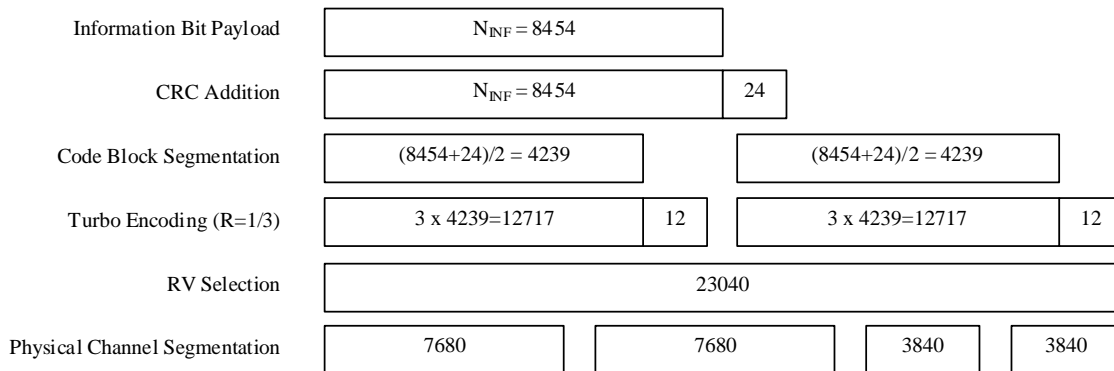 Information Bit Payload
N_INF = 8454
CRC Addition
N_INF = 8454
24
Code Block Segmentation
(8454+24)/2 = 4239
(8454+24)/2 = 4239
Turbo Encoding (R=1/3)
3 x 4239=12717
12
3 x 4239=12717
12
RV Selection
23040
Physical Channel Segmentation
7680
7680
3840
3840